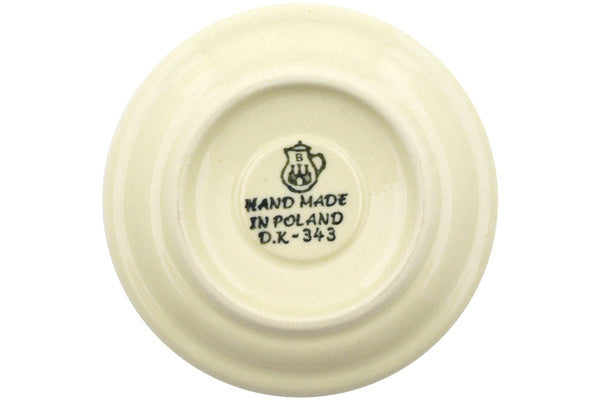 B
HAND MADE
IN POLAND
D.K-343